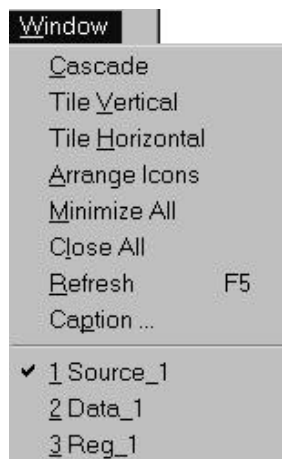 Window
Cascade
Tile Vertical
Tile Horizontal
Arrange Icons
Minimize All
Close All
Refresh F5
Caption ...
✔ 1 Source_1
2 Data_1
3 Reg_1